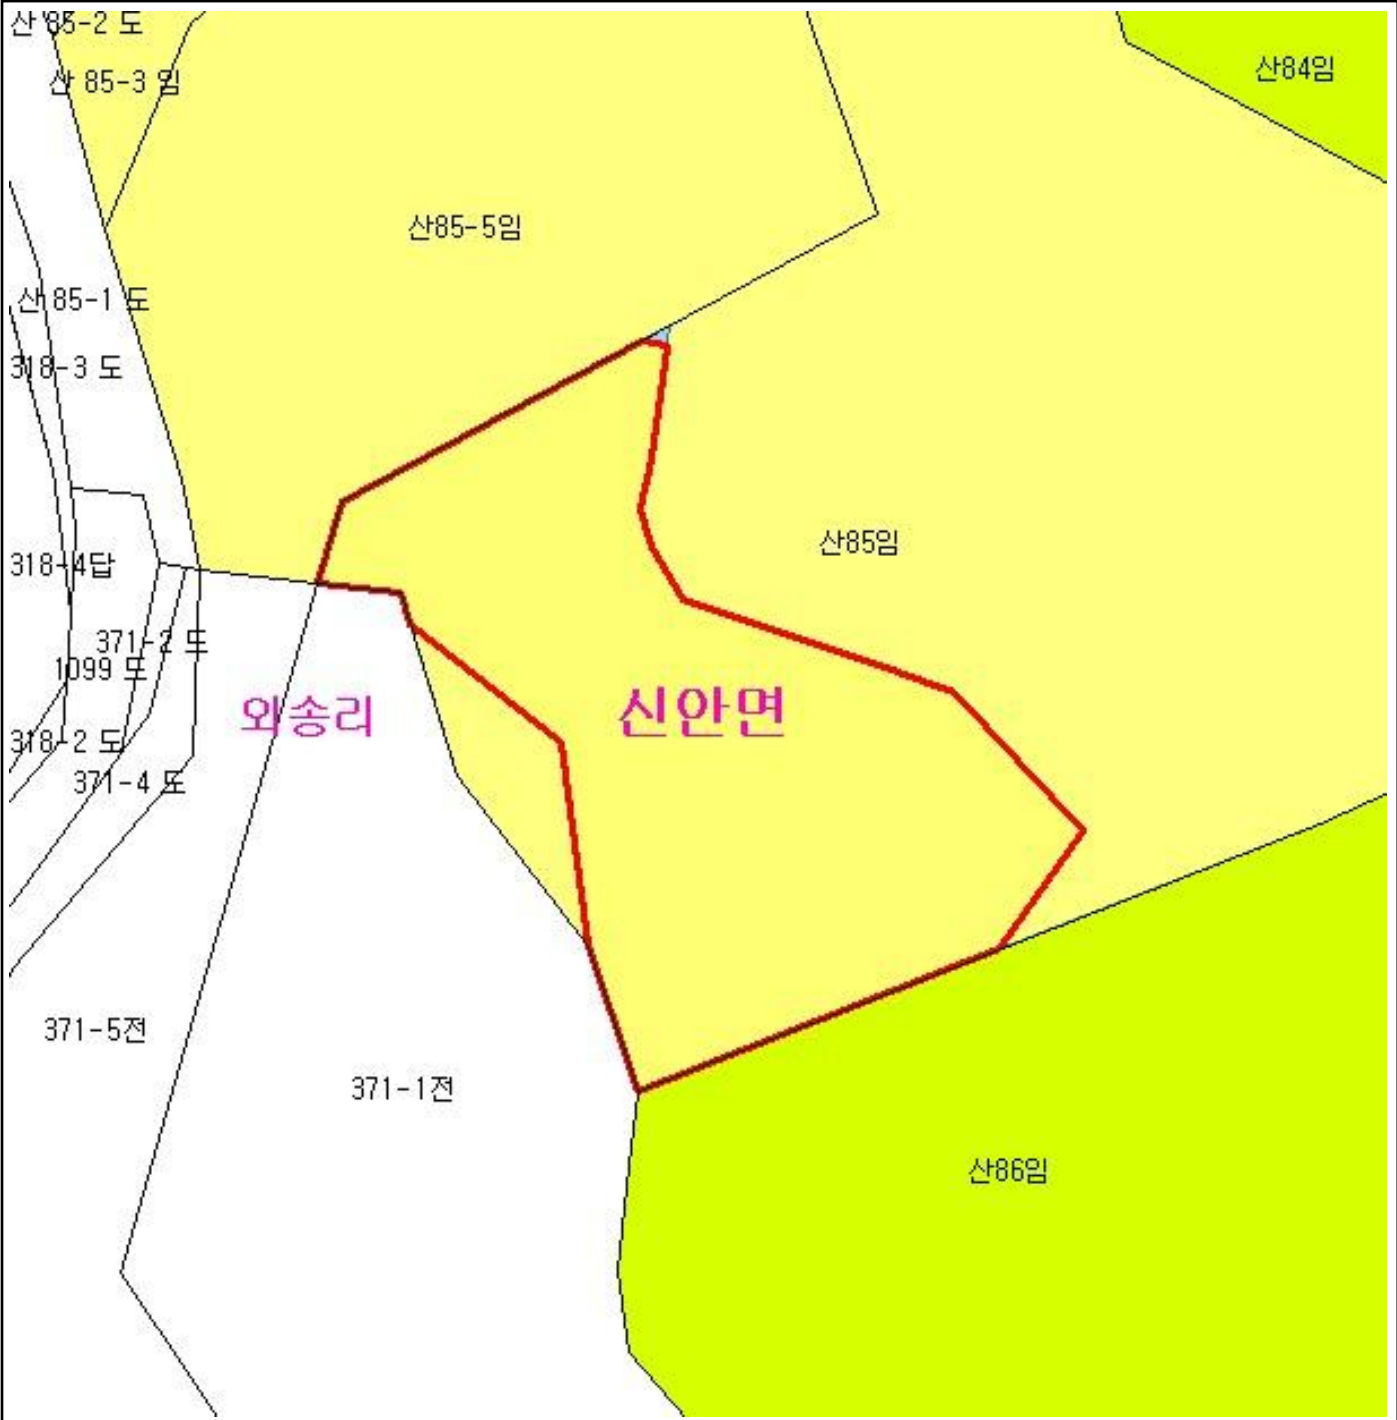 산 85-2 도
산84임
산 85-3 임
산85-5임
산 85-1 도
318-3 도
산85임
318-4답
371-2 도
1099 도
와송리
신안면
318-2 도
371-4 도
371-5전
371-1전
산86임